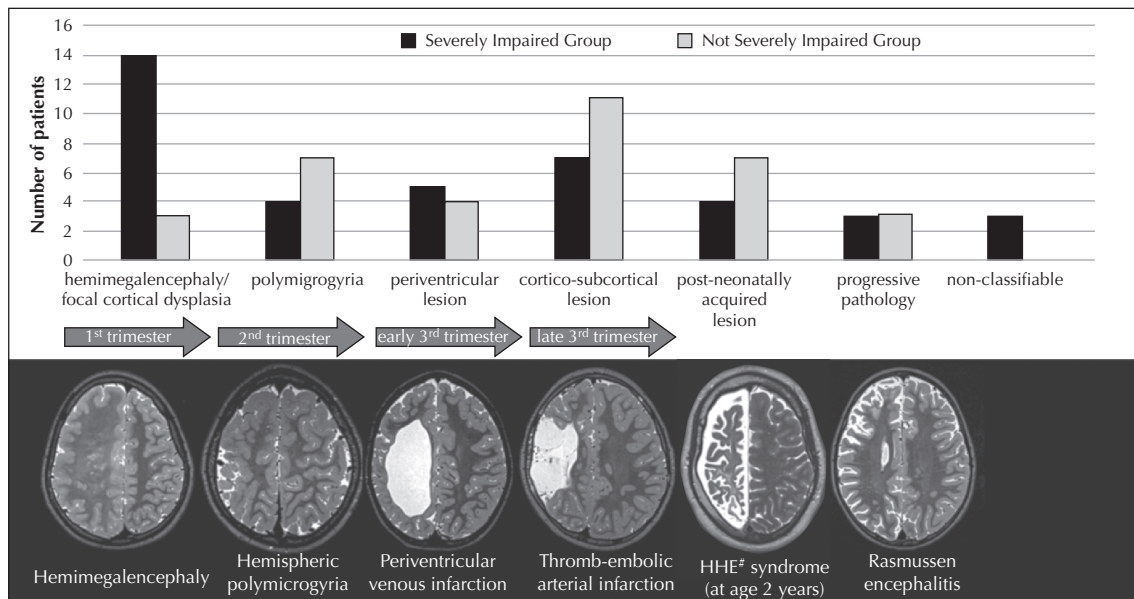 16
14
12
10
8
6
4
2
0
Number of patients
Severely Impaired Group
Not Severely Impaired Group
hemimegalencephaly/
focal cortical dysplasia
polymigrogyria
periventricular
lesion
cortico-subcortical
lesion
post-neonatally
acquired
lesion
progressive
pathology
non-classifiable
1st trimester
2nd trimester
early 3rd trimester
late 3rd trimester
Hemimegalencephaly
Hemispheric
polymicrogyria
Periventricular
venous infarction
Thromb-embolic
arterial infarction
HHE# syndrome
(at age 2 years)
Rasmussen
encephalitis